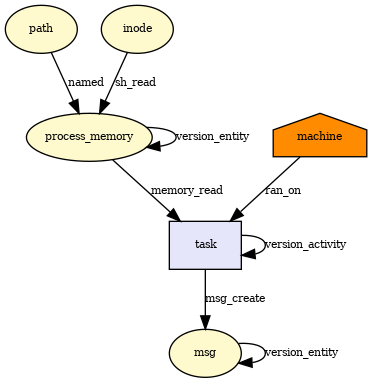 path
inode
named
sh_read
process_memory
version_entity
machine
memory_read
ran_on
task
version_activity
msg_create
msg
version_entity